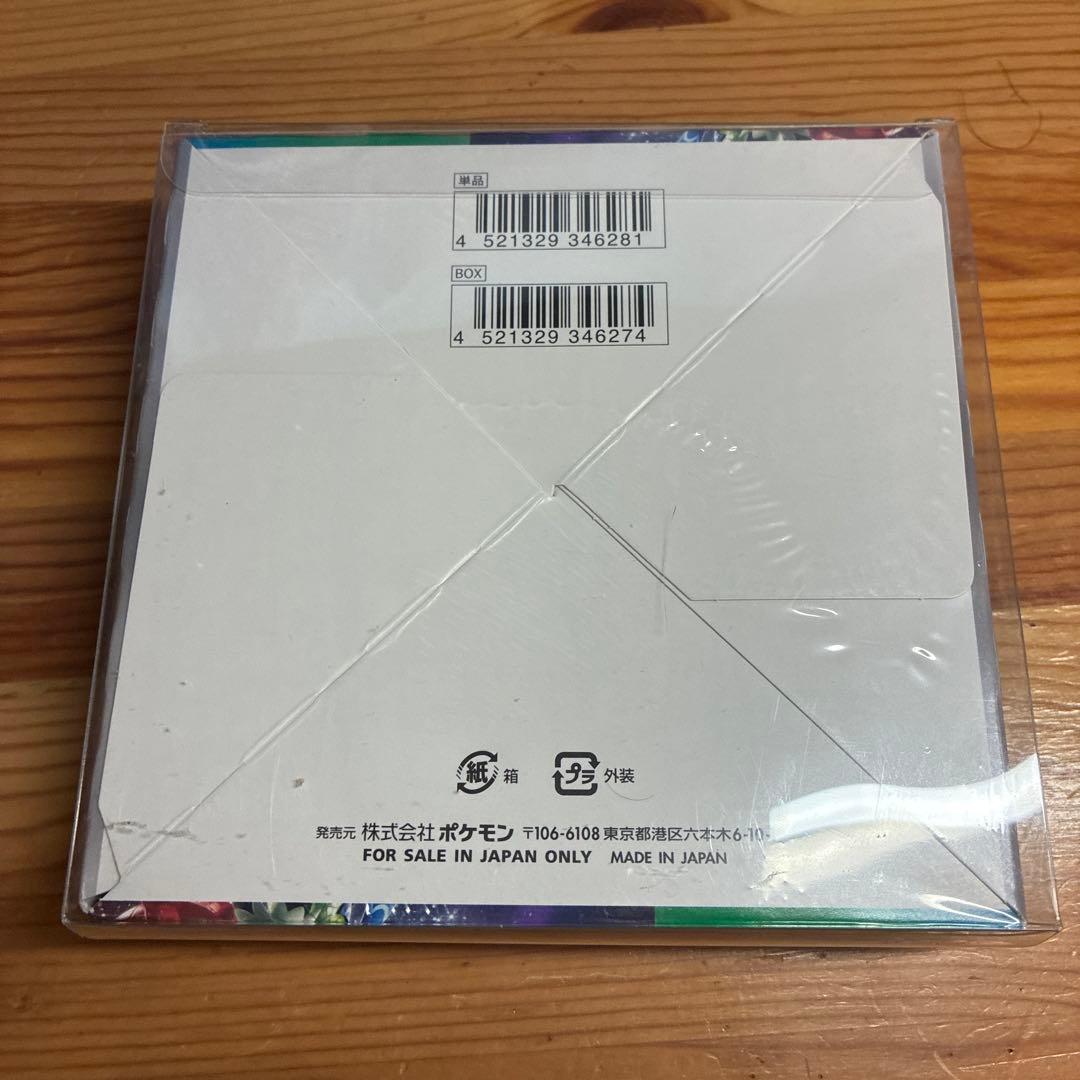 単品
4 521329 346281
BOX
4 521329 346274
紙 箱 プラ 外装
発売元 株式会社 ポケモン 〒106-6108 東京都港区六本木6-10-
FOR SALE IN JAPAN ONLY MADE IN JAPAN